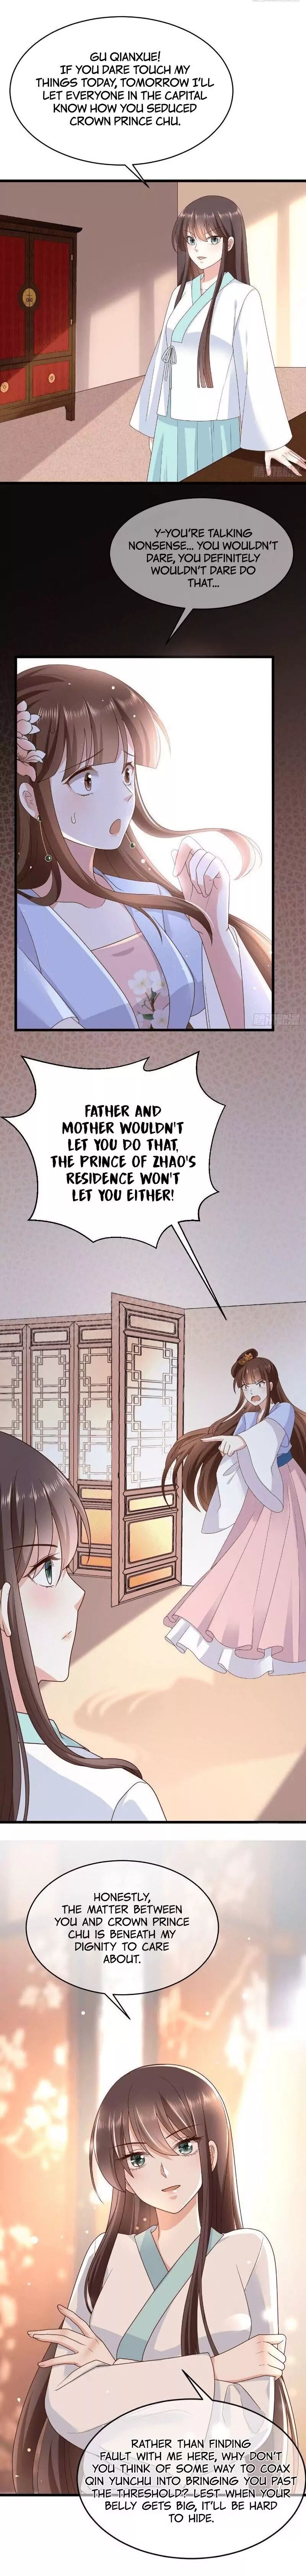 GU QIANXUE!
IF YOU DARE TOUCH MY
THINGS TODAY, TOMORROW I'LL
LET EVERYONE IN THE CAPITAL
KNOW HOW YOU SEDUCED
CROWN PRINCE CHU.
Y-YOU'RE TALKING
NONSENSE... YOU WOULDN'T
DARE, YOU DEFINITELY
WOULDN'T DARE DO
THAT...
FATHER AND
MOTHER WOULDN'T
LET YOU DO THAT,
THE PRINCE OF ZHAO'S
RESIDENCE WON'T
LET YOU EITHER!
HONESTLY,
THE MATTER BETWEEN
YOU AND CROWN PRINCE
CHU IS BENEATH MY
DIGNITY TO CARE
ABOUT.
RATHER THAN FINDING
FAULT WITH ME HERE, WHY DON'T
YOU THINK OF SOME WAY TO COAX
QIN YUNCHU INTO BRINGING YOU PAST
THE THRESHOLD? LEST WHEN YOUR
BELLY GETS BIG, IT'LL BE HARD
TO HIDE.